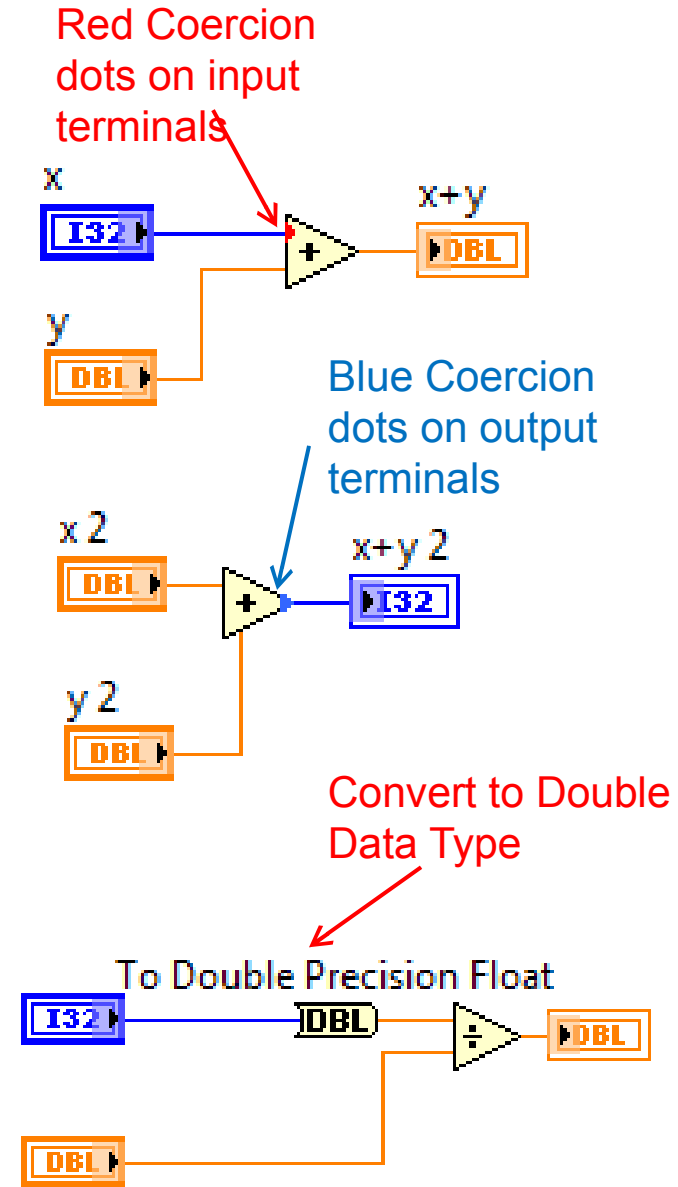 Red Coercion
dots on input
terminals
x
I32
+
x+y
DBL
y
DBL
Blue Coercion
dots on output
terminals
x 2
DBL
+
x+y 2
I32
y 2
DBL
Convert to Double
Data Type
To Double Precision Float
I32
DBL
÷
DBL
DBL